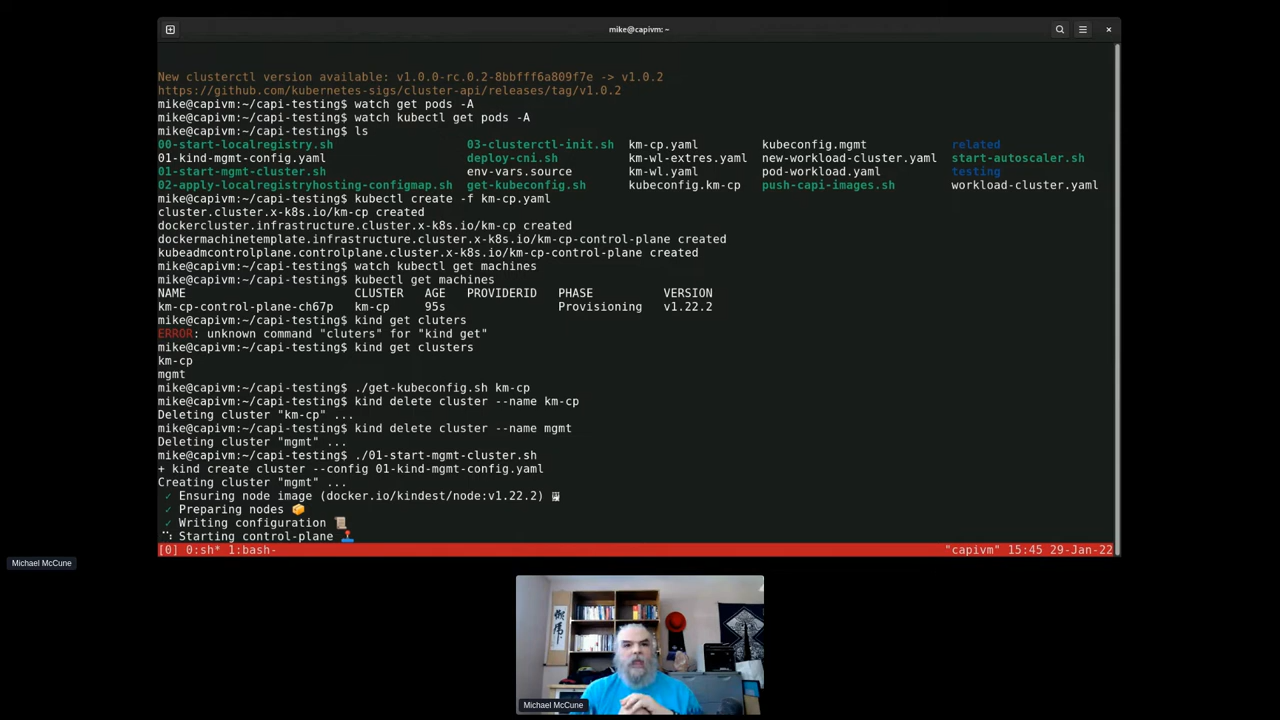 mike@capivm: ~
New clusterctl version available: v1.0.0-rc.0.2-8bbfff6a809f7e -> v1.0.2
https://github.com/kubernetes-sigs/cluster-api/releases/tag/v1.0.2
mike@capivm:~/capi-testing$ watch get pods -A
mike@capivm:~/capi-testing$ watch kubectl get pods -A
mike@capivm:~/capi-testing$ ls
00-start-localregistry.sh 03-clusterctl-init.sh km-cp.yaml kubeconfig.mgmt related
01-kind-mgmt-config.yaml deploy-cni.sh km-wl-extres.yaml new-workload-cluster.yaml start-autoscaler.sh
01-start-mgmt-cluster.sh env-vars.source km-wl.yaml pod-workload.yaml testing
02-apply-localregistryhosting-configmap.sh get-kubeconfig.sh kubeconfig.km-cp push-capi-images.sh workload-cluster.yaml
mike@capivm:~/capi-testing$ kubectl create -f km-cp.yaml
cluster.cluster.x-k8s.io/km-cp created
dockercluster.infrastructure.cluster.x-k8s.io/km-cp created
dockermachinetemplate.infrastructure.cluster.x-k8s.io/km-cp-control-plane created
kubeadmcontrolplane.controlplane.cluster.x-k8s.io/km-cp-control-plane created
mike@capivm:~/capi-testing$ watch kubectl get machines
mike@capivm:~/capi-testing$ kubectl get machines
NAME CLUSTER AGE PROVIDERID PHASE VERSION
km-cp-control-plane-ch67p km-cp 95s Provisioning v1.22.2
mike@capivm:~/capi-testing$ kind get cluters
ERROR: unknown command "cluters" for "kind get"
mike@capivm:~/capi-testing$ kind get clusters
km-cp
mgmt
mike@capivm:~/capi-testing$ ./get-kubeconfig.sh km-cp
mike@capivm:~/capi-testing$ kind delete cluster --name km-cp
Deleting cluster "km-cp" ...
mike@capivm:~/capi-testing$ kind delete cluster --name mgmt
Deleting cluster "mgmt" ...
mike@capivm:~/capi-testing$ ./01-start-mgmt-cluster.sh
+ kind create cluster --config 01-kind-mgmt-config.yaml
Creating cluster "mgmt" ...
✓ Ensuring node image (docker.io/kindest/node:v1.22.2)
✓ Preparing nodes 📦
✓ Writing configuration 📜
Starting control-plane 🕹️
[0] 0:sh* 1:bash- "capivm" 15:45 29-Jan-22
Michael McCune
Michael McCune